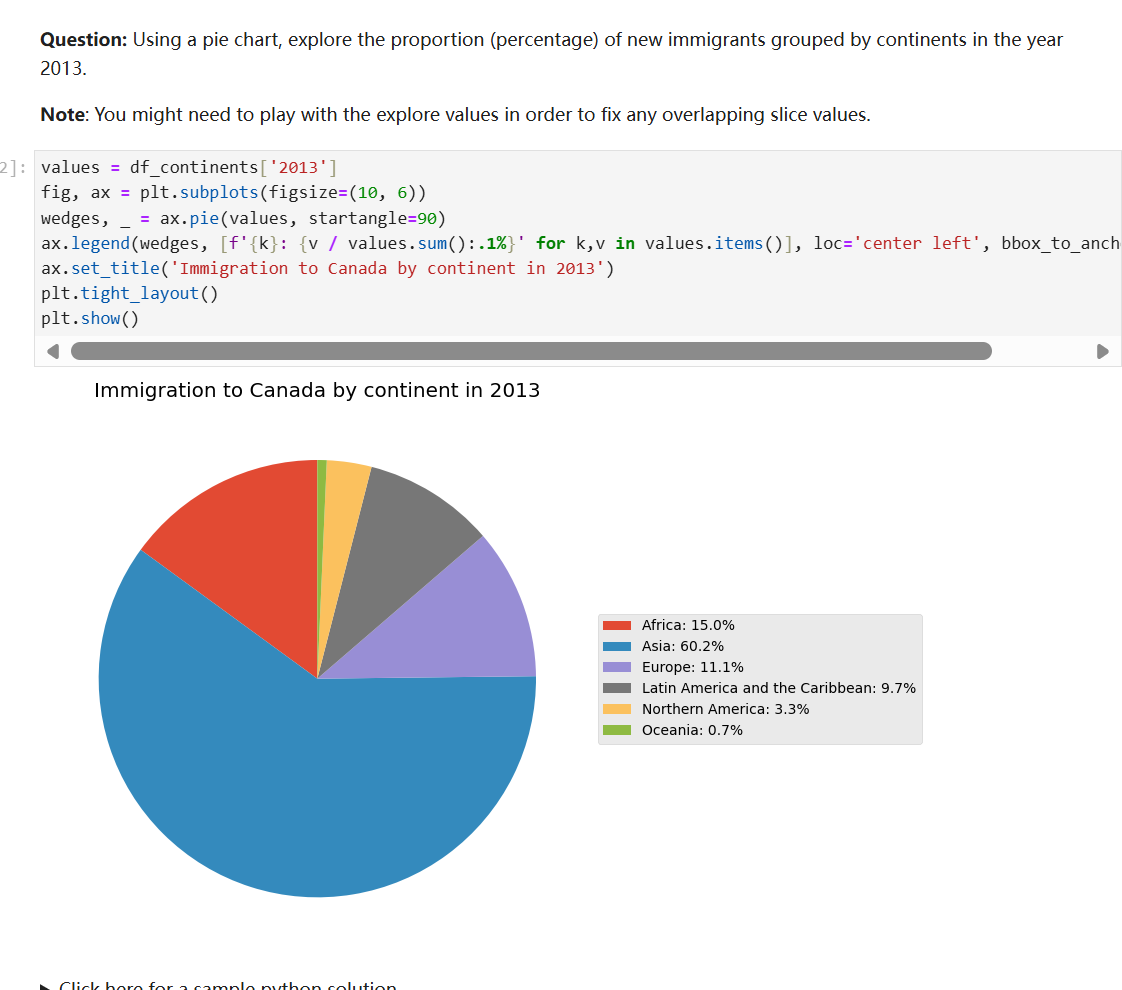 Question: Using a pie chart, explore the proportion (percentage) of new immigrants grouped by continents in the year
2013.
Note: You might need to play with the explore values in order to fix any overlapping slice values.
2]:
values = df_continents['2013']
fig, ax = plt.subplots(figsize=(10, 6))
wedges, _ = ax.pie(values, startangle=90)
ax.legend(wedges, [f'{k}: {v / values.sum():.1%}' for k,v in values.items()], loc='center left', bbox_to_anch
ax.set_title('Immigration to Canada by continent in 2013')
plt.tight_layout()
plt.show()
Immigration to Canada by continent in 2013
Africa: 15.0%
Asia: 60.2%
Europe: 11.1%
Latin America and the Caribbean: 9.7%
Northern America: 3.3%
Oceania: 0.7%
Click here for a sample python solution